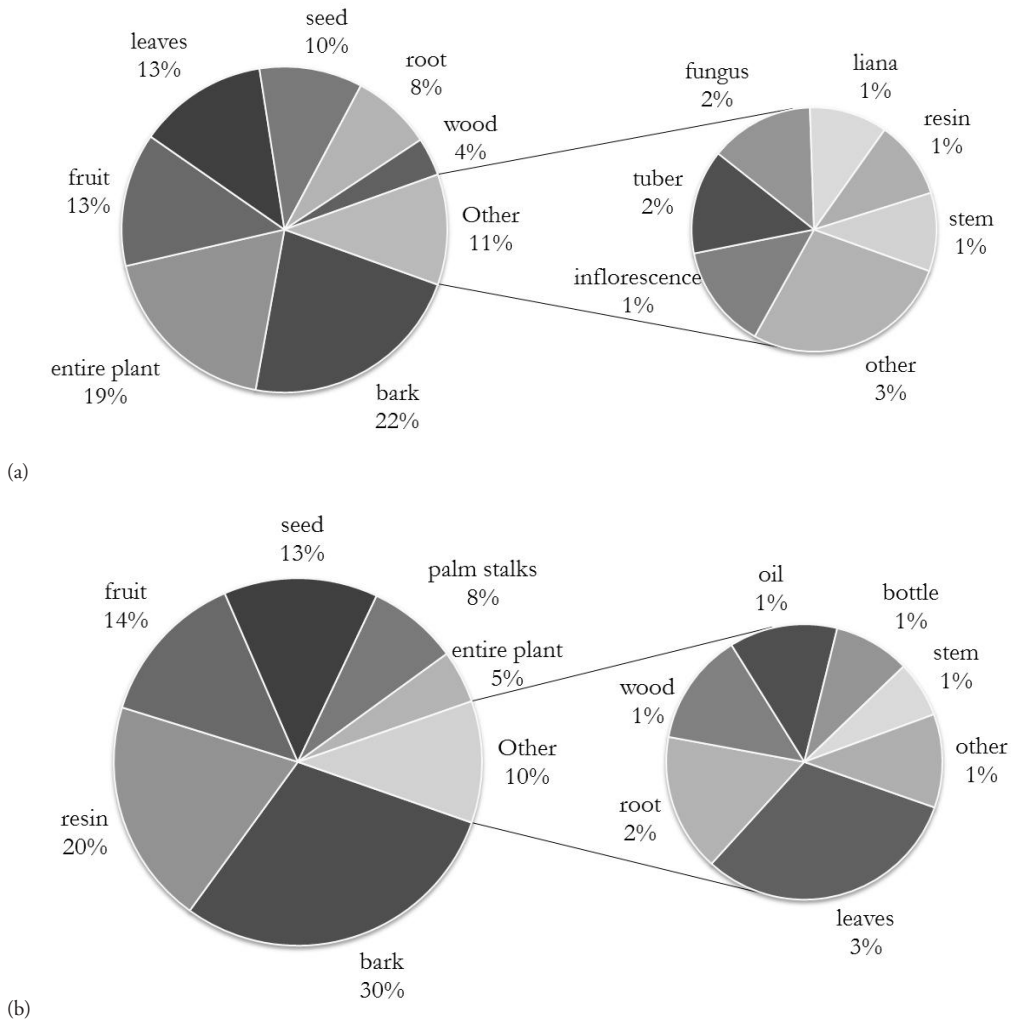 seed
10%
leaves
13%
root
8%
wood
4%
fruit
13%
Other
11%
entire plant
19%
bark
22%
fungus
2%
liana
1%
resin
1%
tuber
2%
stem
1%
inflorescence
1%
other
3%
(a)
seed
13%
palm stalks
8%
fruit
14%
entire plant
5%
Other
10%
resin
20%
bark
30%
oil
1%
bottle
1%
stem
1%
wood
1%
other
1%
root
2%
leaves
3%
(b)